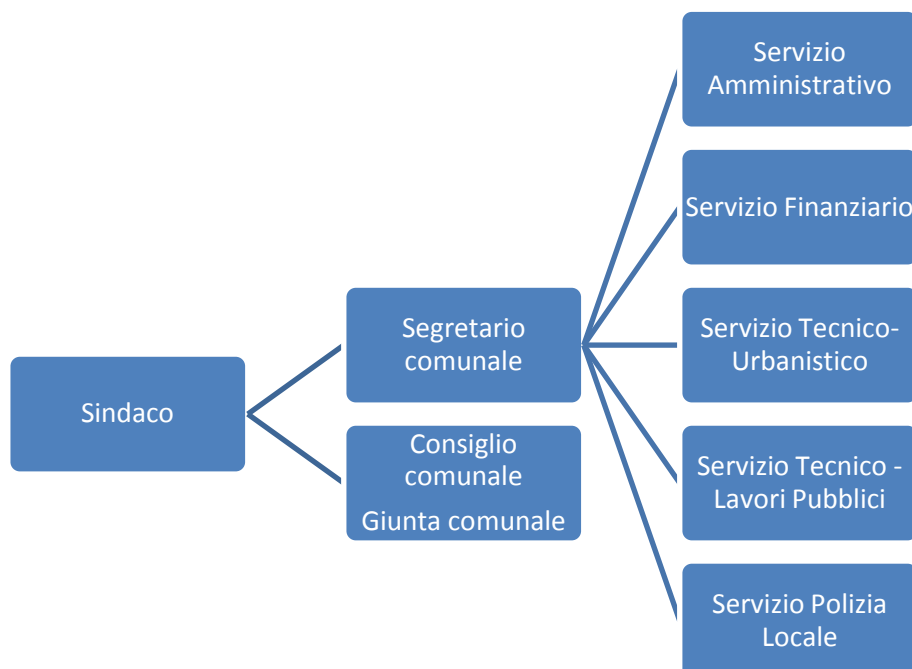 Sindaco
Segretario
comunale
Consiglio
comunale
Giunta comunale
Servizio
Amministrativo
Servizio Finanziario
Servizio Tecnico-
Urbanistico
Servizio Tecnico -
Lavori Pubblici
Servizio Polizia
Locale